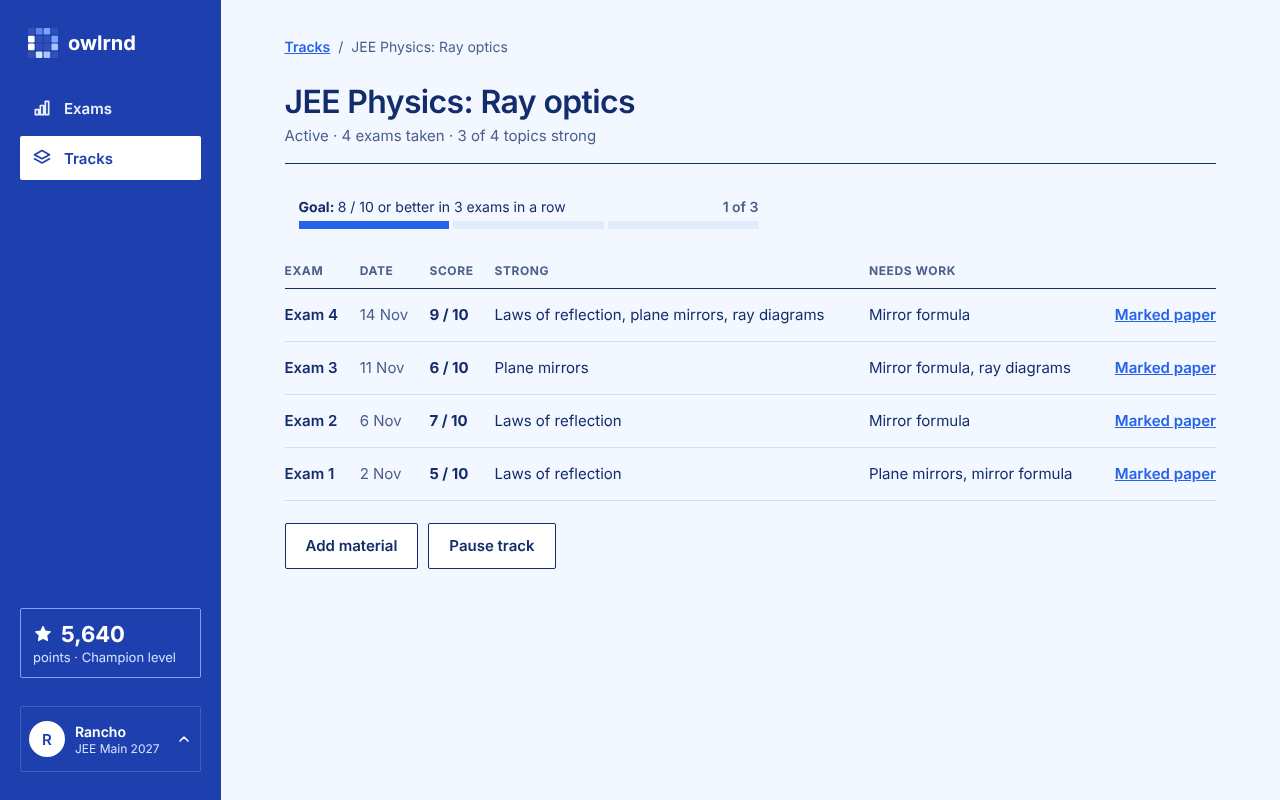 owlrnd
Exams
Tracks
5,640
points · Champion level
R
Rancho
JEE Main 2027
Tracks / JEE Physics: Ray optics
JEE Physics: Ray optics
Active · 4 exams taken · 3 of 4 topics strong
Goal: 8 / 10 or better in 3 exams in a row 1 of 3
EXAM DATE SCORE STRONG NEEDS WORK
Exam 4 14 Nov 9 / 10 Laws of reflection, plane mirrors, ray diagrams Mirror formula Marked paper
Exam 3 11 Nov 6 / 10 Plane mirrors Mirror formula, ray diagrams Marked paper
Exam 2 6 Nov 7 / 10 Laws of reflection Mirror formula Marked paper
Exam 1 2 Nov 5 / 10 Laws of reflection Plane mirrors, mirror formula Marked paper
Add material Pause track